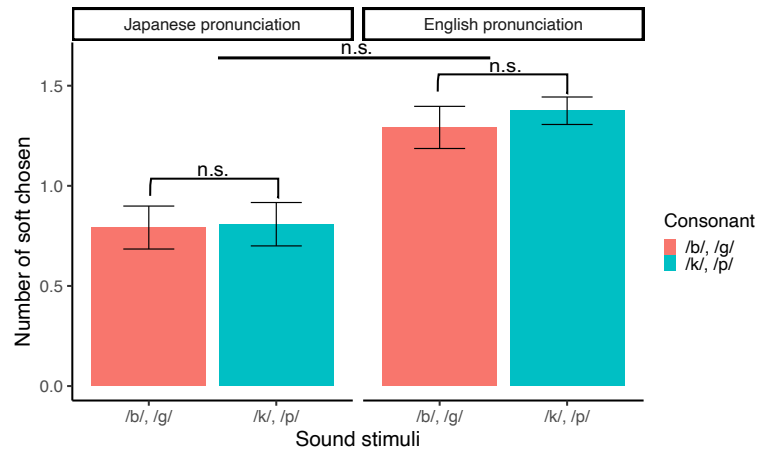 Japanese pronunciation
English pronunciation
n.s.
n.s.
n.s.
Number of soft chosen
1.5
1.0
0.5
0.0
/b/, /g/
/k/, /p/
/b/, /g/
/k/, /p/
Sound stimuli
Consonant
/b/, /g/
/k/, /p/